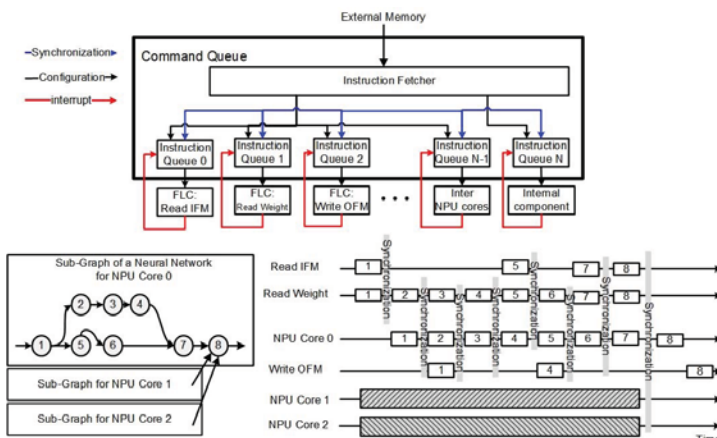 External Memory
Synchronization
Configuration
interrupt
Command Queue
Instruction Fetcher
Instruction
Queue 0
Instruction
Queue 1
Instruction
Queue 2
Instruction
Queue N-1
Instruction
Queue N
FLC:
Read IFM
FLC:
Read Weight
FLC:
Write OFM
• • •
Inter
NPU cores
Internal
component
Sub-Graph of a Neural Network
for NPU Core 0
2 3 4
1 5 6 7 8
Sub-Graph for NPU Core 1
Sub-Graph for NPU Core 2
Read IFM 1 5 7 8
Read Weight 1 2 3 4 5 6 7 8
NPU Core 0 1 2 3 4 5 6 7 8
Write OFM 1 4 8
NPU Core 1
NPU Core 2
Synchronization
Synchronization
Synchronization
Synchronization
Synchronization
Synchronization
Synchronization
Synchronization